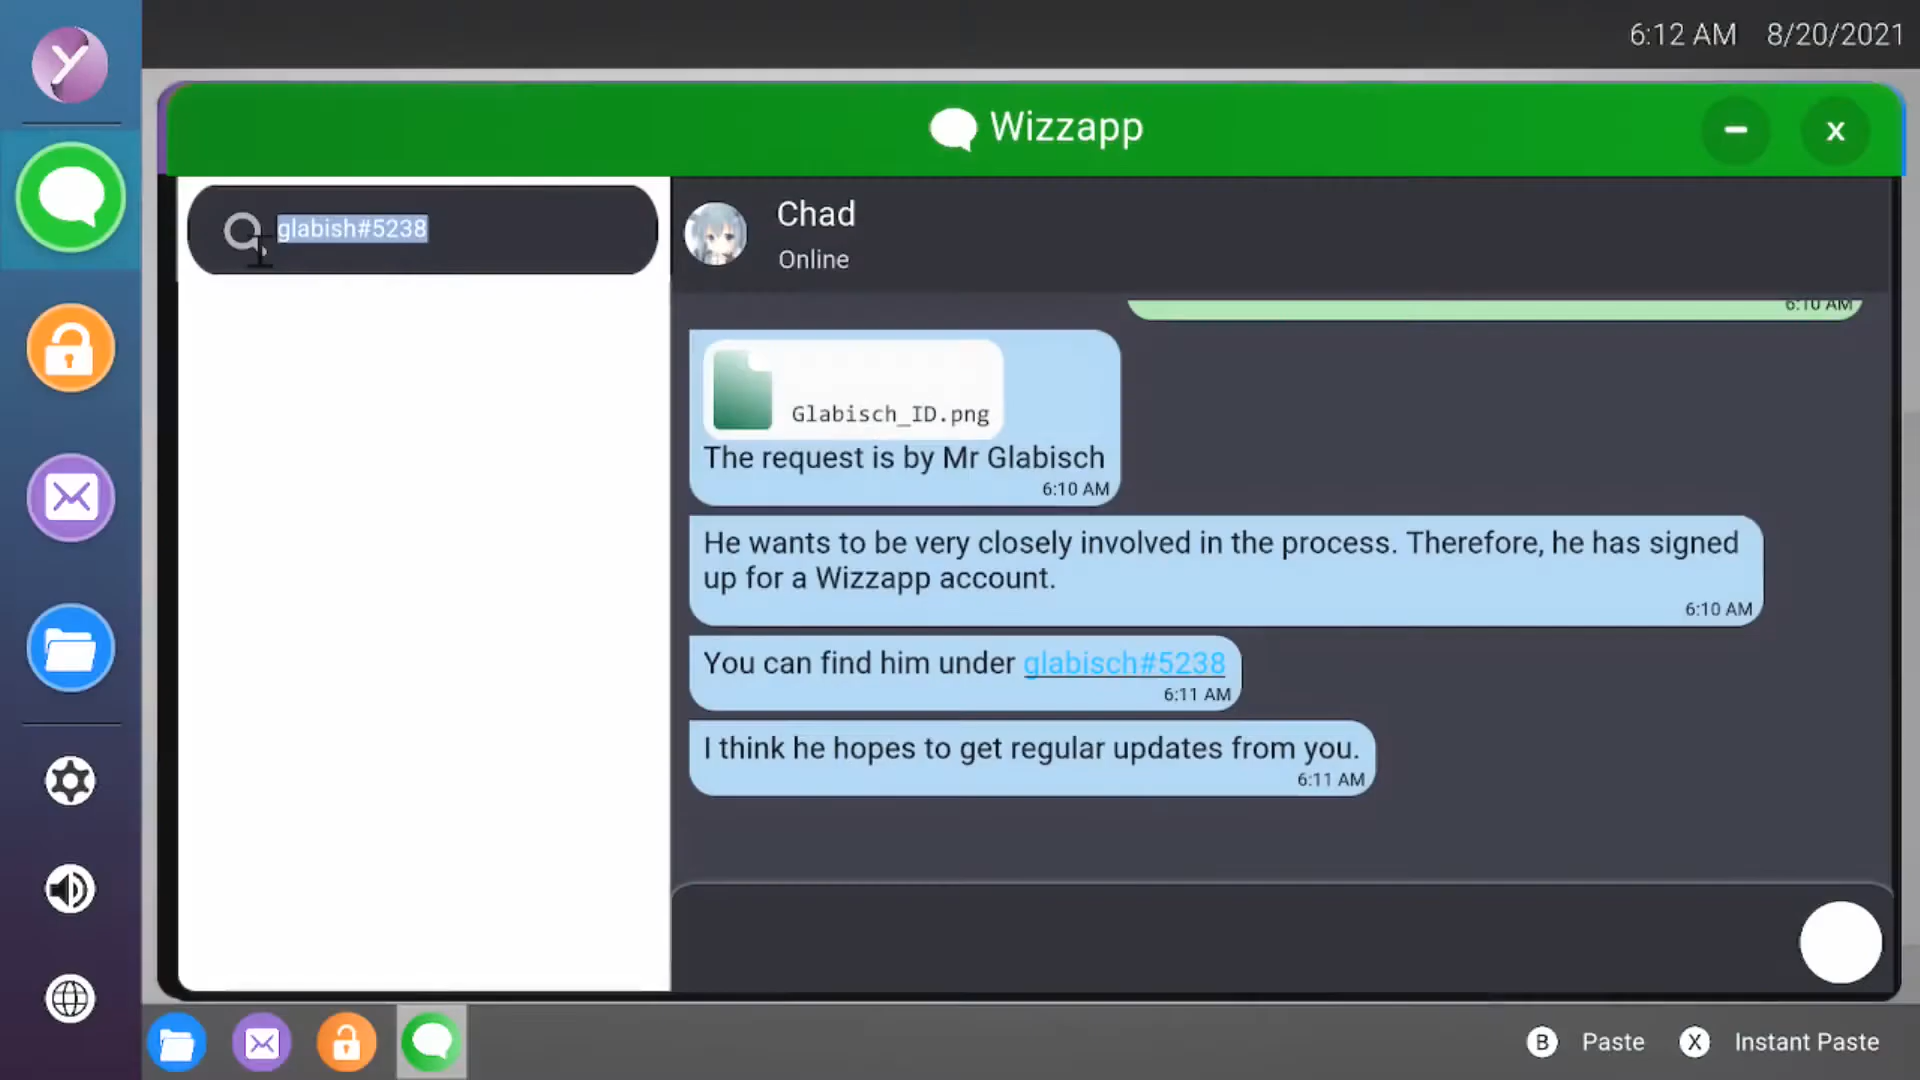 6:12 AM 8/20/2021
Wizzapp
x
glabish#5238
Chad
Online
6:10 AM
Glabisch_ID.png
The request is by Mr Glabisch
6:10 AM
He wants to be very closely involved in the process. Therefore, he has signed
up for a Wizzapp account.
6:10 AM
You can find him under glabisch#5238
6:11 AM
I think he hopes to get regular updates from you.
6:11 AM
B Paste X Instant Paste